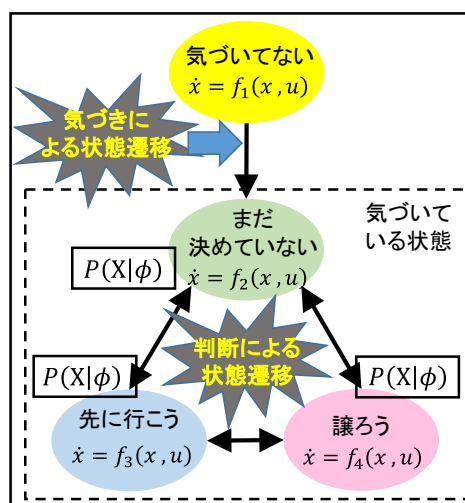 気づいてない
ẋ = f₁(x,u)
気づきに
よる状態遷移
気づいて
いる状態
まだ
決めていない
ẋ = f₂(x,u)
P(X|ϕ)
判断による
状態遷移
P(X|ϕ)
P(X|ϕ)
先に行こう
ẋ = f₃(x,u)
譲ろう
ẋ = f₄(x,u)